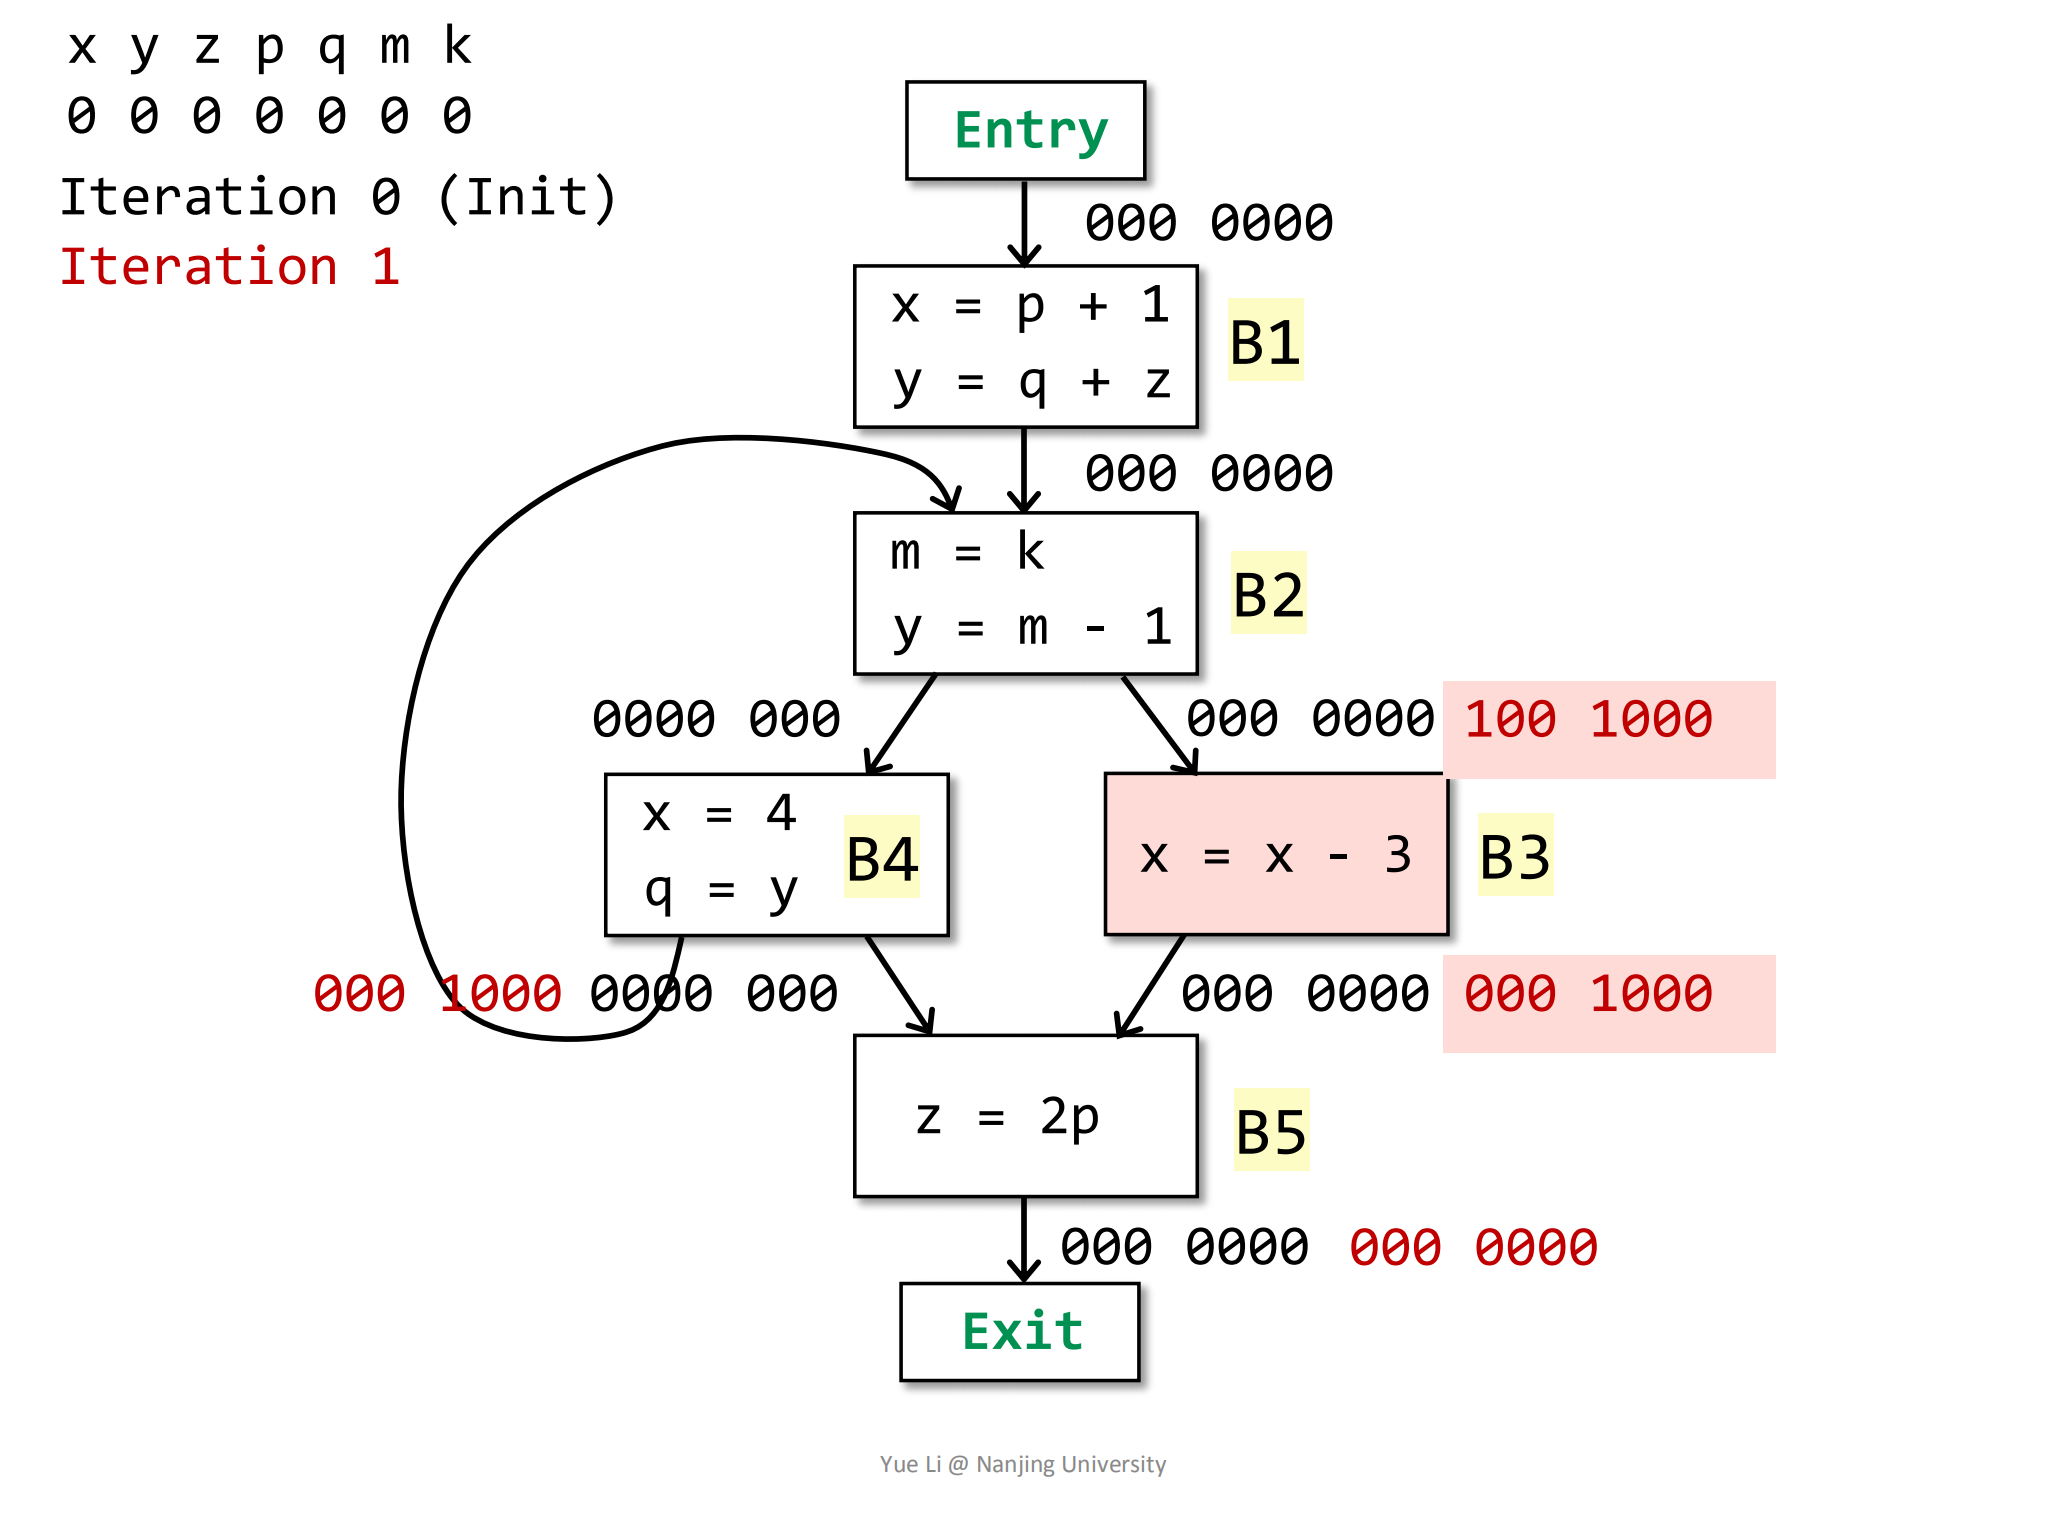 x y z p q m k
0 0 0 0 0 0 0
Iteration 0 (Init)
Iteration 1
Entry
000 0000
x = p + 1
y = q + z
B1
000 0000
m = k
y = m - 1
B2
0000 000
000 0000 100 1000
x = 4
q = y
B4
x = x - 3
B3
000 1000 0000 000
000 0000 000 1000
z = 2p
B5
000 0000 000 0000
Exit
Yue Li @ Nanjing University